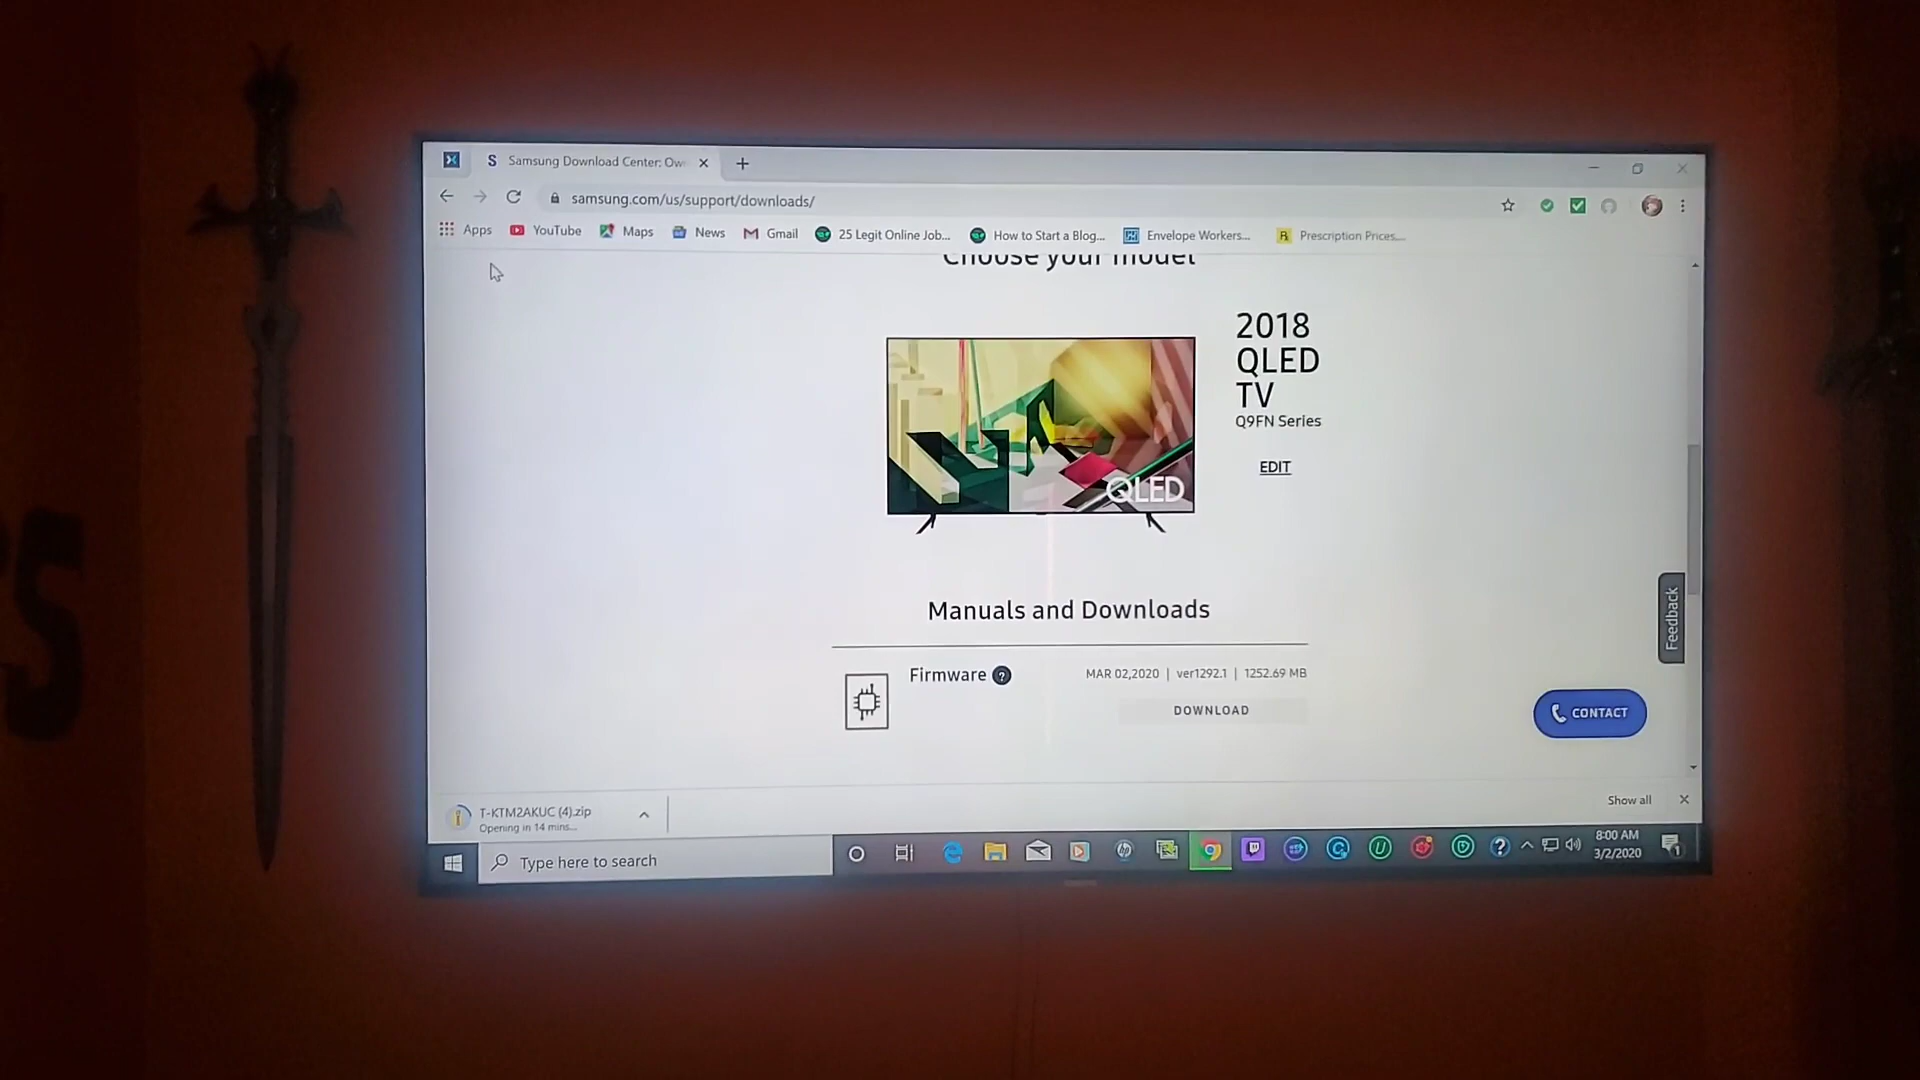 S Samsung Download Center: Ow
samsung.com/us/support/downloads/
Apps YouTube Maps News Gmail 25 Legit Online Job... How to Start a Blog... Envelope Workers... Prescription Prices,...
Choose your model
2018
QLED
TV
Q9FN Series
EDIT
QLED
Manuals and Downloads
Firmware ? MAR 02,2020 | ver1292.1 | 1252.69 MB
DOWNLOAD
Feedback
CONTACT
T-KTM2AKUC (4).zip
Opening in 14 mins...
Show all
Type here to search
8:00 AM
3/2/2020
S